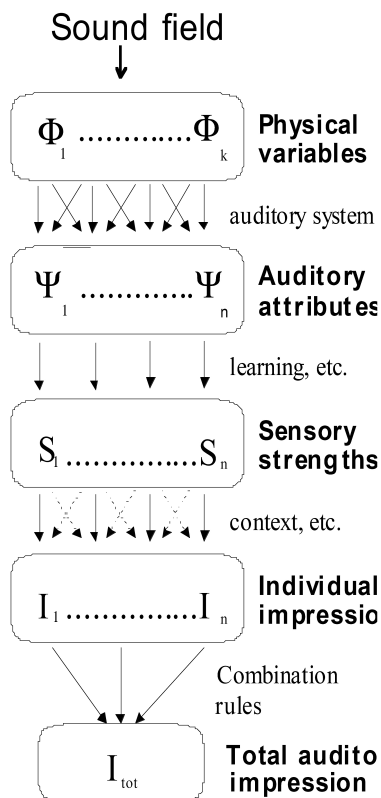 Sound field
Φ1 ............Φk
Physical
variables
auditory system
Ψ1 ............. Ψn
Auditory
attributes
learning, etc.
S1 ............... Sn
Sensory
strengths
context, etc.
I1 ............... In
Individual
impressio
Combination
rules
Itot
Total audito
impression